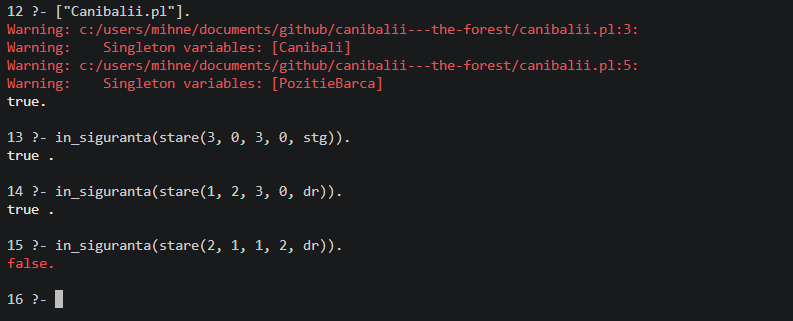 12 ?- ["Canibalii.pl"].
Warning: c:/users/mihne/documents/github/canibalii---the-forest/canibalii.pl:3:
Warning:    Singleton variables: [Canibali]
Warning: c:/users/mihne/documents/github/canibalii---the-forest/canibalii.pl:5:
Warning:    Singleton variables: [PozitieBarca]
true.
13 ?- in_siguranta(stare(3, 0, 3, 0, stg)).
true .
14 ?- in_siguranta(stare(1, 2, 3, 0, dr)).
true .
15 ?- in_siguranta(stare(2, 1, 1, 2, dr)).
false.
16 ?-